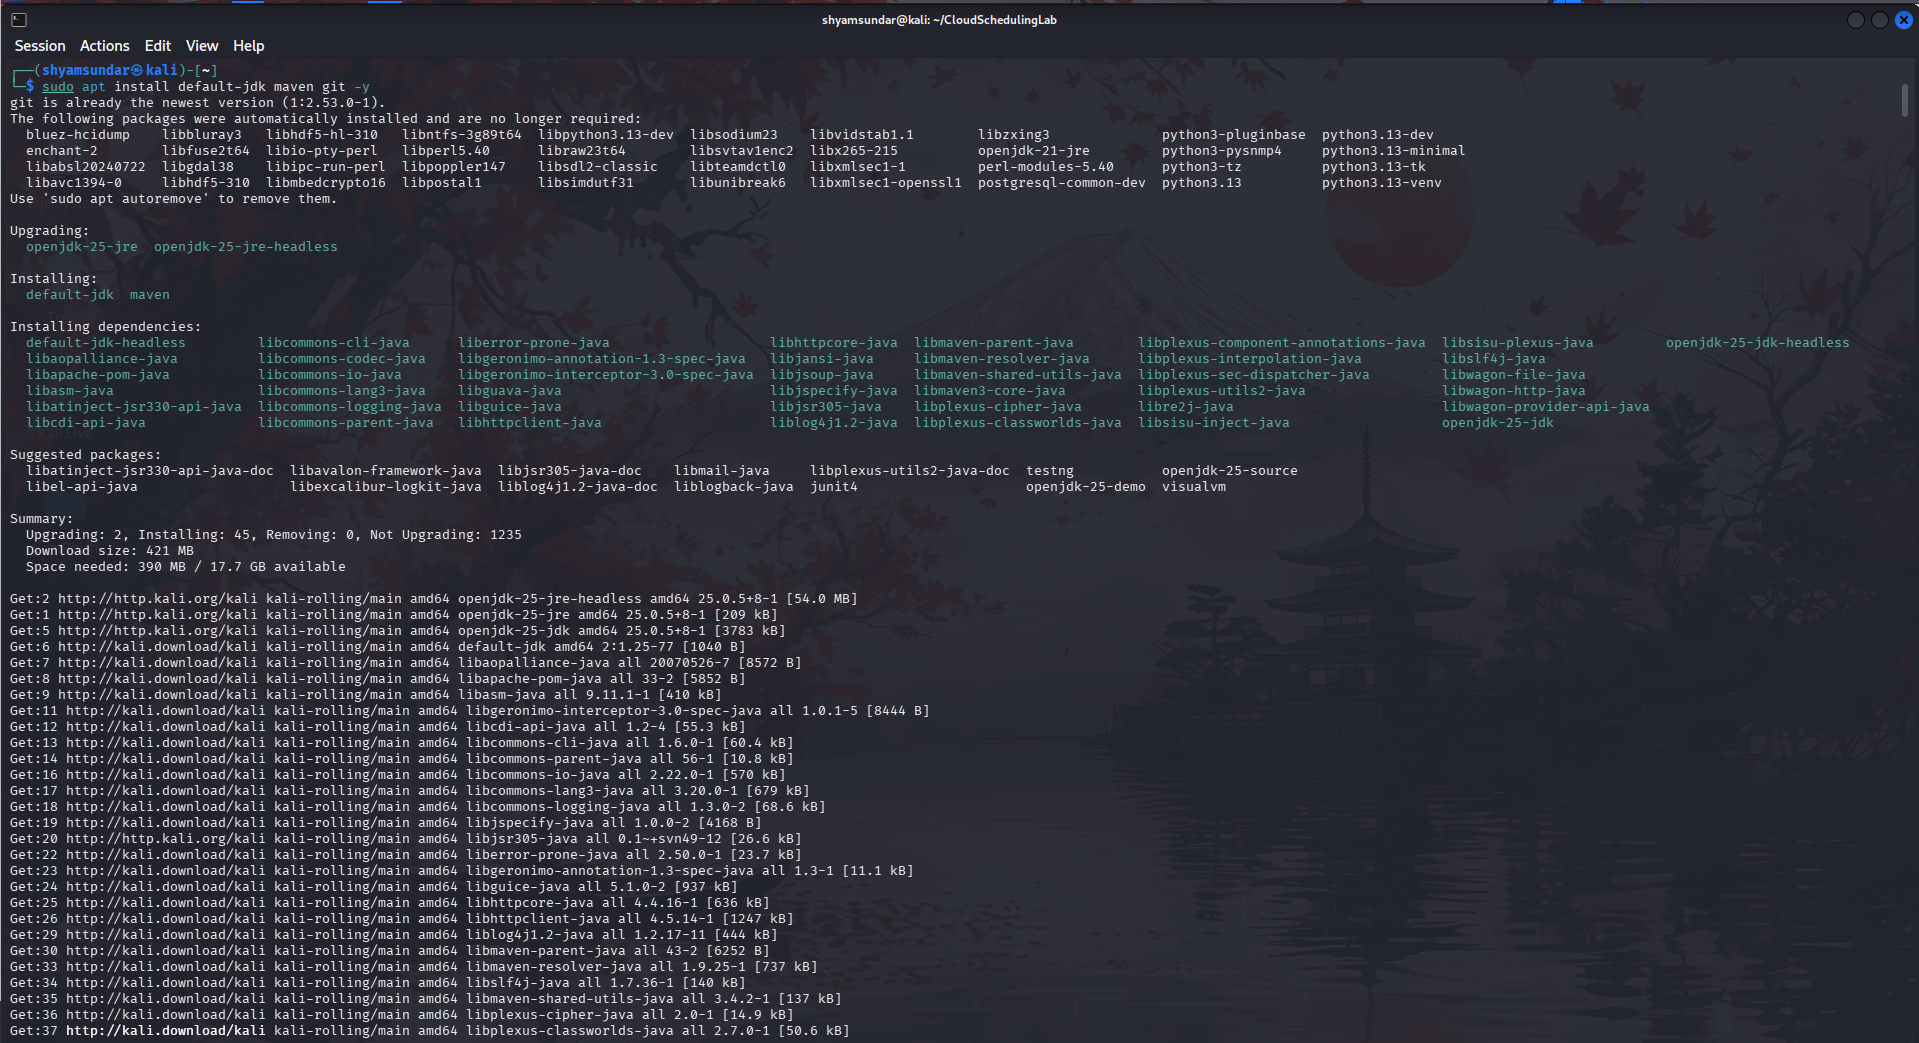 shyamsundar@kali: ~/CloudSchedulingLab
Session Actions Edit View Help
┌──(shyamsundar㉿kali)-[~]
└─$ sudo apt install default-jdk maven git -y
git is already the newest version (1:2.53.0-1).
The following packages were automatically installed and are no longer required:
  bluez-hcidump    libbluray3   libhdf5-hl-310   libntfs-3g89t64  libpython3.13-dev  libsodium23    libvidstab1.1        libzxing3              python3-pluginbase  python3.13-dev
  enchant-2        libfuse2t64  libio-pty-perl   libperl5.40      libraw23t64        libsvtav1enc2  libx265-215          openjdk-21-jre         python3-pysnmp4     python3.13-minimal
  libabsl20240722  libgdal38    libipc-run-perl  libpoppler147    libsdl2-classic    libteamdctl0   libxmlsec1-1         perl-modules-5.40      python3-tz          python3.13-tk
  libavc1394-0     libhdf5-310  libmbedcrypto16  libpostal1       libsimdutf31       libunibreak6   libxmlsec1-openssl1  postgresql-common-dev  python3.13          python3.13-venv
Use 'sudo apt autoremove' to remove them.
Upgrading:
  openjdk-25-jre  openjdk-25-jre-headless
Installing:
  default-jdk  maven
Installing dependencies:
  default-jdk-headless         libcommons-cli-java      liberror-prone-java                    libhttpcore-java  libmaven-parent-java        libplexus-component-annotations-java  libsisu-plexus-java         openjdk-25-jdk-headless
  libaopalliance-java          libcommons-codec-java    libgeronimo-annotation-1.3-spec-java   libjansi-java     libmaven-resolver-java      libplexus-interpolation-java          libslf4j-java
  libapache-pom-java           libcommons-io-java       libgeronimo-interceptor-3.0-spec-java  libjsoup-java     libmaven-shared-utils-java  libplexus-sec-dispatcher-java         libwagon-file-java
  libasm-java                  libcommons-lang3-java    libguava-java                          libjspecify-java  libmaven3-core-java         libplexus-utils2-java                 libwagon-http-java
  libatinject-jsr330-api-java  libcommons-logging-java  libguice-java                          libjsr305-java    libplexus-cipher-java       libre2j-java                          libwagon-provider-api-java
  libcdi-api-java              libcommons-parent-java   libhttpclient-java                     liblog4j1.2-java  libplexus-classworlds-java  libsisu-inject-java                   openjdk-25-jdk
Suggested packages:
  libatinject-jsr330-api-java-doc  libavalon-framework-java  libjsr305-java-doc    libmail-java     libplexus-utils2-java-doc  testng           openjdk-25-source
  libel-api-java                   libexcalibur-logkit-java  liblog4j1.2-java-doc  liblogback-java  junit4                     openjdk-25-demo  visualvm
Summary:
  Upgrading: 2, Installing: 45, Removing: 0, Not Upgrading: 1235
  Download size: 421 MB
  Space needed: 390 MB / 17.7 GB available
Get:2 http://http.kali.org/kali kali-rolling/main amd64 openjdk-25-jre-headless amd64 25.0.5+8-1 [54.0 MB]
Get:1 http://http.kali.org/kali kali-rolling/main amd64 openjdk-25-jre amd64 25.0.5+8-1 [209 kB]
Get:5 http://http.kali.org/kali kali-rolling/main amd64 openjdk-25-jdk amd64 25.0.5+8-1 [3783 kB]
Get:6 http://kali.download/kali kali-rolling/main amd64 default-jdk amd64 2:1.25-77 [1040 B]
Get:7 http://kali.download/kali kali-rolling/main amd64 libaopalliance-java all 20070526-7 [8572 B]
Get:8 http://kali.download/kali kali-rolling/main amd64 libapache-pom-java all 33-2 [5852 B]
Get:9 http://kali.download/kali kali-rolling/main amd64 libasm-java all 9.11.1-1 [410 kB]
Get:11 http://kali.download/kali kali-rolling/main amd64 libgeronimo-interceptor-3.0-spec-java all 1.0.1-5 [8444 B]
Get:12 http://kali.download/kali kali-rolling/main amd64 libcdi-api-java all 1.2-4 [55.3 kB]
Get:13 http://kali.download/kali kali-rolling/main amd64 libcommons-cli-java all 1.6.0-1 [60.4 kB]
Get:14 http://kali.download/kali kali-rolling/main amd64 libcommons-parent-java all 56-1 [10.8 kB]
Get:16 http://kali.download/kali kali-rolling/main amd64 libcommons-io-java all 2.22.0-1 [570 kB]
Get:17 http://kali.download/kali kali-rolling/main amd64 libcommons-lang3-java all 3.20.0-1 [679 kB]
Get:18 http://kali.download/kali kali-rolling/main amd64 libcommons-logging-java all 1.3.0-2 [68.6 kB]
Get:19 http://kali.download/kali kali-rolling/main amd64 libjspecify-java all 1.0.0-2 [4168 B]
Get:20 http://http.kali.org/kali kali-rolling/main amd64 libjsr305-java all 0.1~+svn49-12 [26.6 kB]
Get:22 http://kali.download/kali kali-rolling/main amd64 liberror-prone-java all 2.50.0-1 [23.7 kB]
Get:23 http://kali.download/kali kali-rolling/main amd64 libgeronimo-annotation-1.3-spec-java all 1.3-1 [11.1 kB]
Get:24 http://kali.download/kali kali-rolling/main amd64 libguice-java all 5.1.0-2 [937 kB]
Get:25 http://kali.download/kali kali-rolling/main amd64 libhttpcore-java all 4.4.16-1 [636 kB]
Get:26 http://kali.download/kali kali-rolling/main amd64 libhttpclient-java all 4.5.14-1 [1247 kB]
Get:29 http://kali.download/kali kali-rolling/main amd64 liblog4j1.2-java all 1.2.17-11 [444 kB]
Get:30 http://kali.download/kali kali-rolling/main amd64 libmaven-parent-java all 43-2 [6252 B]
Get:33 http://kali.download/kali kali-rolling/main amd64 libmaven-resolver-java all 1.9.25-1 [737 kB]
Get:34 http://kali.download/kali kali-rolling/main amd64 libslf4j-java all 1.7.36-1 [140 kB]
Get:35 http://kali.download/kali kali-rolling/main amd64 libmaven-shared-utils-java all 3.4.2-1 [137 kB]
Get:36 http://kali.download/kali kali-rolling/main amd64 libplexus-cipher-java all 2.0-1 [14.9 kB]
Get:37 http://kali.download/kali kali-rolling/main amd64 libplexus-classworlds-java all 2.7.0-1 [50.6 kB]